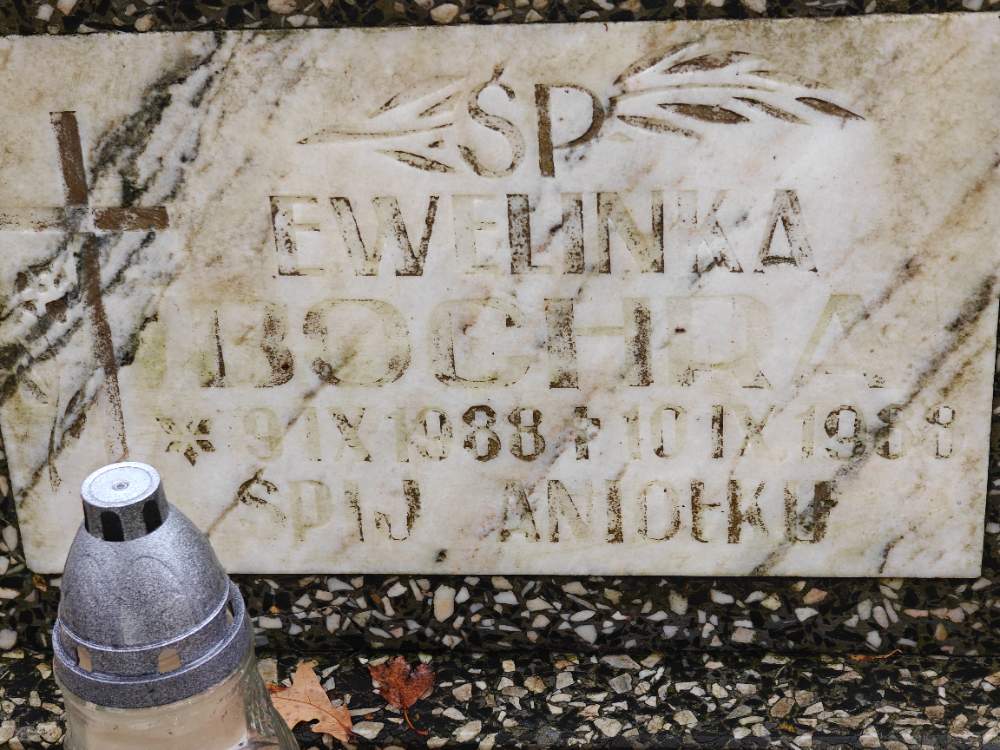 ŚP
EWELINKA
BOCHRA
* 9 IX 1988 † 10 IX 1988
ŚPIJ ANIOŁKU